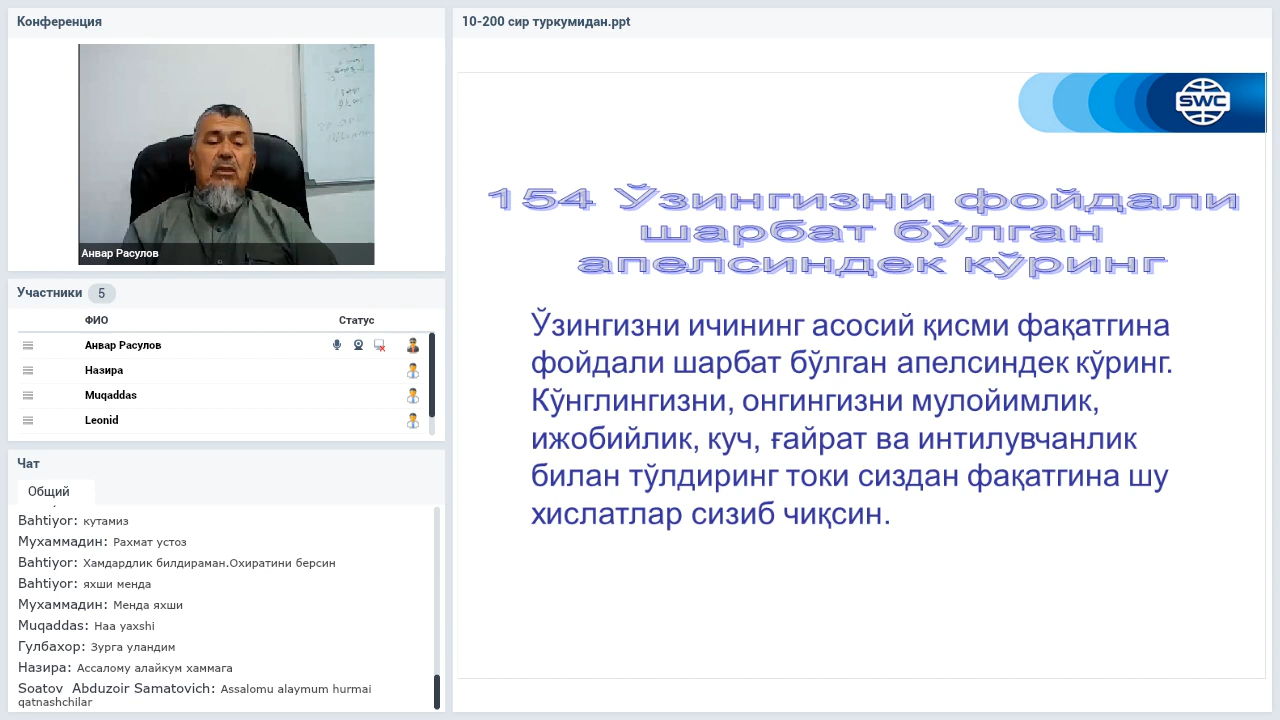 Конференция
Анвар Расулов
Участники 5
ФИО Статус
Анвар Расулов
Назира
Muqaddas
Leonid
Чат
Общий
Bahtiyor: кутамиз
Мухаммадин: Рахмат устоз
Bahtiyor: Хамдардлик билдираман.Охиратини берсин
Bahtiyor: яхши менда
Мухаммадин: Менда яхши
Muqaddas: Haa yaxshi
Гулбахор: Зурга уландим
Назира: Ассалому алайкум хаммага
Soatov Abduzoir Samatovich: Assalomu alaymum hurmai
qatnashchilar
10-200 сир туркумидан.ppt
SWC
154 Ўзингизни фойдали
шарбат бўлган
апелсиндек кўринг
Ўзингизни ичининг асосий қисми фақатгина
фойдали шарбат бўлган апелсиндек кўринг.
Кўнглингизни, онгингизни мулойимлик,
ижобийлик, куч, ғайрат ва интилувчанлик
билан тўлдиринг токи сиздан фақатгина шу
хислатлар сизиб чиқсин.